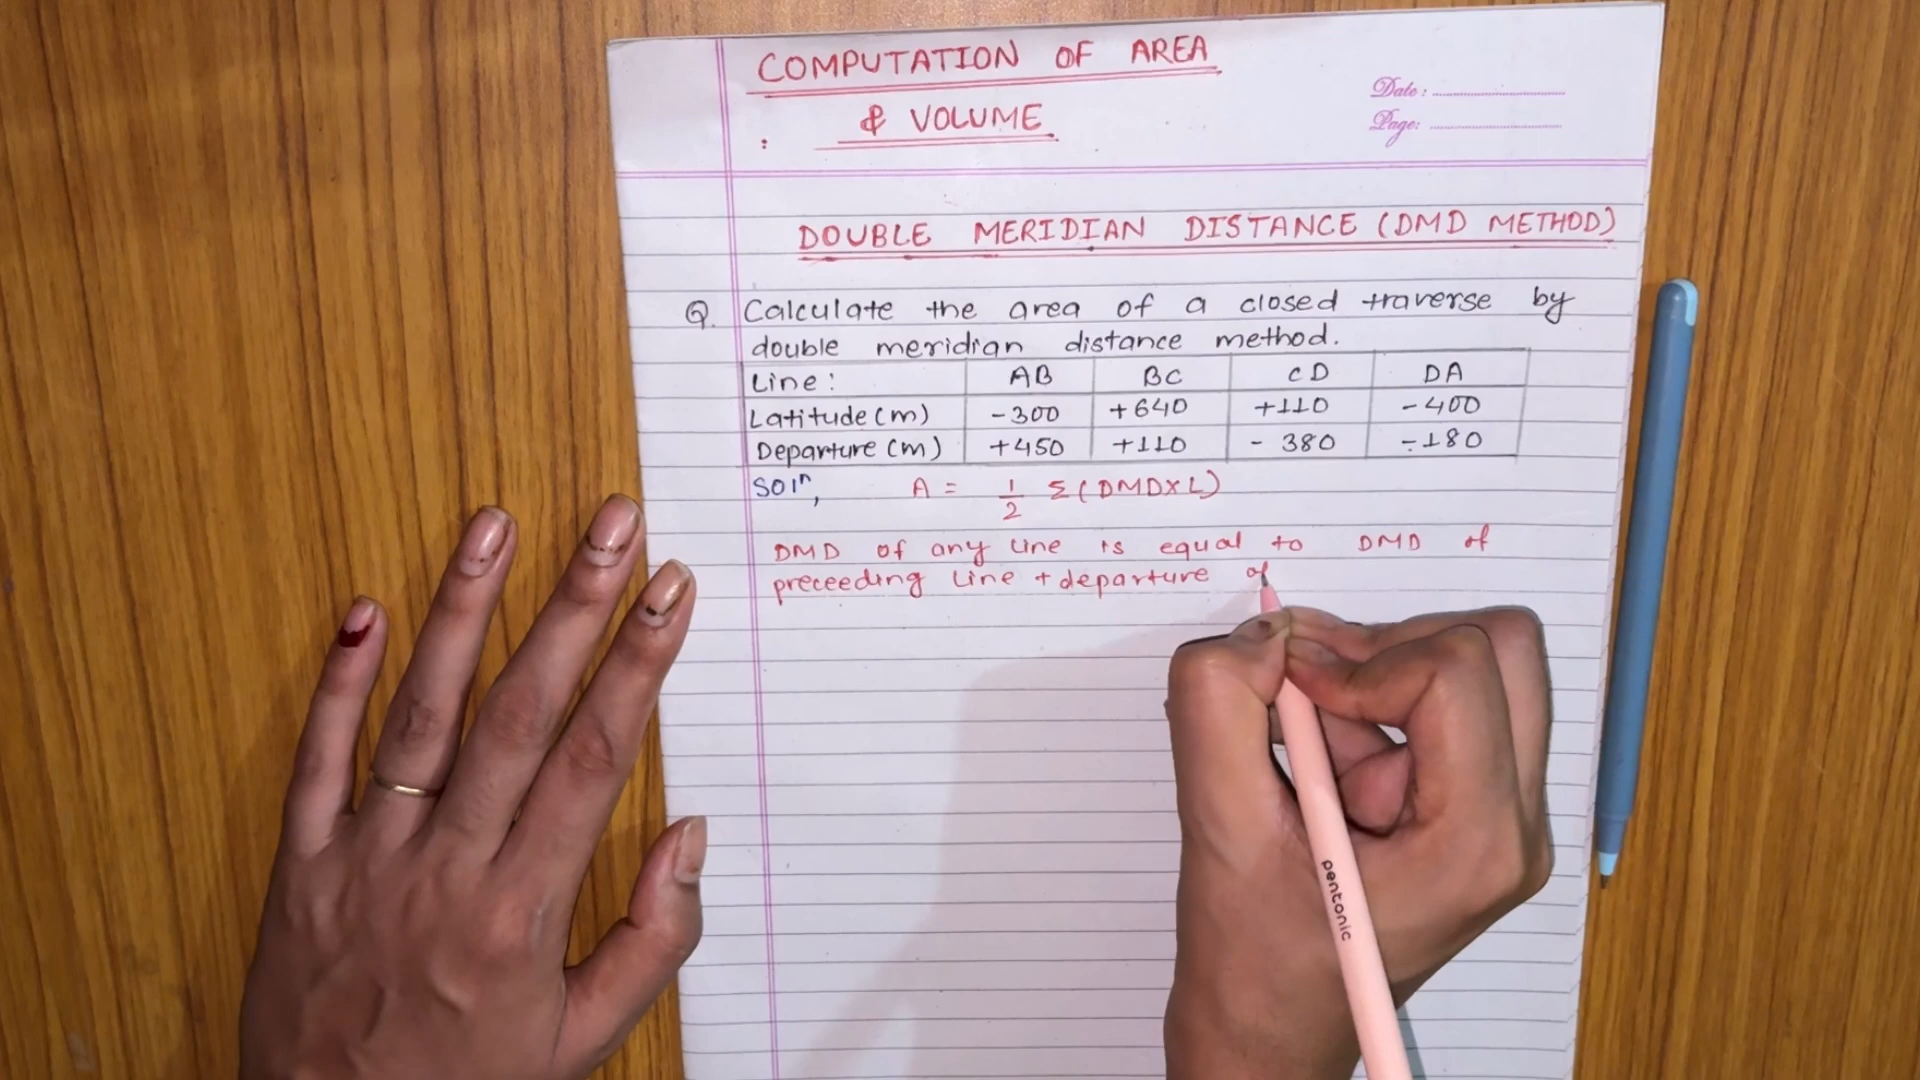 COMPUTATION OF AREA
& VOLUME
Date :
Page:
DOUBLE MERIDIAN DISTANCE (DMD METHOD)
Q. Calculate the area of a closed traverse by
double meridian distance method.
Line: AB BC CD DA
Latitude (m) -300 +640 +110 -400
Departure (m) +450 +110 - 380 -180
Solⁿ, A = 1/2 Σ(DMD×L)
DMD of any line is equal to DMD of
preceeding line + departure of
pentonic